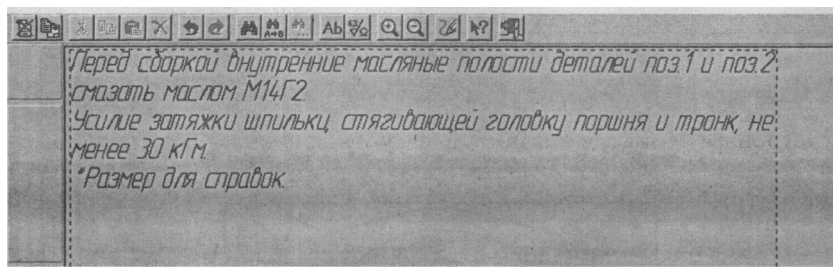 Перед сборкой внутренние масляные полости деталей поз.1 и поз.2
смазать маслом М14Г2.
Усилие затяжки шпильки, стягивающей головку поршня и тронк, не
менее 30 кГм.
*Размер для справок.